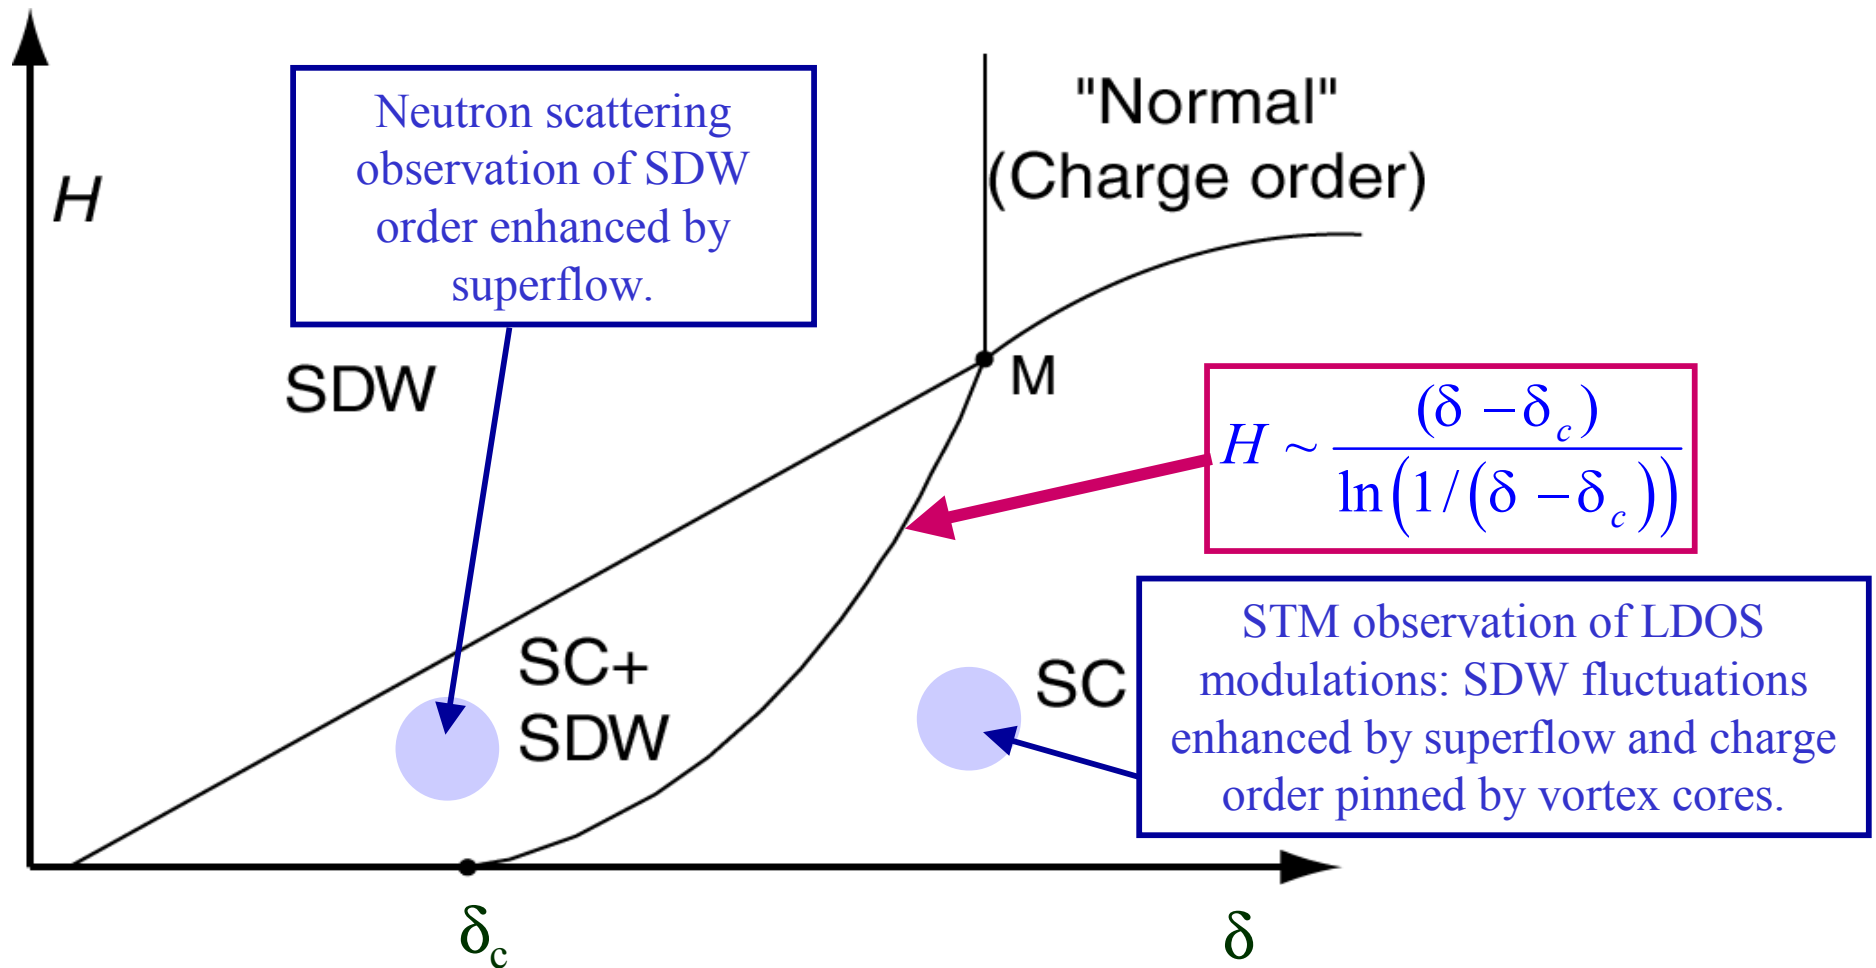 H
Neutron scattering
observation of SDW
order enhanced by
superflow.
"Normal"
(Charge order)
SDW
M
H ~ (δ − δc) / ln(1/(δ − δc))
SC+
SDW
SC
STM observation of LDOS
modulations: SDW fluctuations
enhanced by superflow and charge
order pinned by vortex cores.
δc
δ